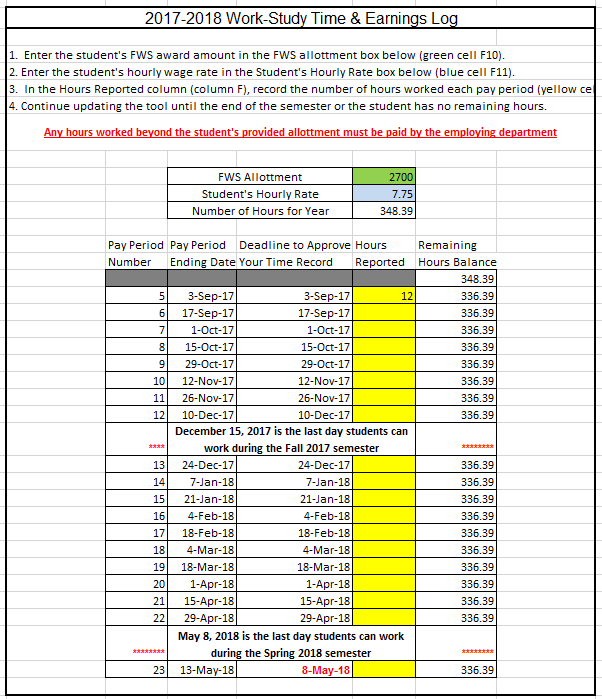 2017-2018 Work-Study Time & Earnings Log
1. Enter the student's FWS award amount in the FWS allottment box below (green cell F10).
2. Enter the student's hourly wage rate in the Student's Hourly Rate box below (blue cell F11).
3. In the Hours Reported column (column F), record the number of hours worked each pay period (yellow cel
4. Continue updating the tool until the end of the semester or the student has no remaining hours.
Any hours worked beyond the student's provided allottment must be paid by the employing department
FWS Allottment 2700
Student's Hourly Rate 7.75
Number of Hours for Year 348.39
Pay Period Pay Period Deadline to Approve Hours Remaining
Number Ending Date Your Time Record Reported Hours Balance
348.39
5 3-Sep-17 3-Sep-17 12 336.39
6 17-Sep-17 17-Sep-17 336.39
7 1-Oct-17 1-Oct-17 336.39
8 15-Oct-17 15-Oct-17 336.39
9 29-Oct-17 29-Oct-17 336.39
10 12-Nov-17 12-Nov-17 336.39
11 26-Nov-17 26-Nov-17 336.39
12 10-Dec-17 10-Dec-17 336.39
December 15, 2017 is the last day students can
**** work during the Fall 2017 semester ********
13 24-Dec-17 24-Dec-17 336.39
14 7-Jan-18 7-Jan-18 336.39
15 21-Jan-18 21-Jan-18 336.39
16 4-Feb-18 4-Feb-18 336.39
17 18-Feb-18 18-Feb-18 336.39
18 4-Mar-18 4-Mar-18 336.39
19 18-Mar-18 18-Mar-18 336.39
20 1-Apr-18 1-Apr-18 336.39
21 15-Apr-18 15-Apr-18 336.39
22 29-Apr-18 29-Apr-18 336.39
May 8, 2018 is the last day students can work
******** during the Spring 2018 semester ********
23 13-May-18 8-May-18 336.39